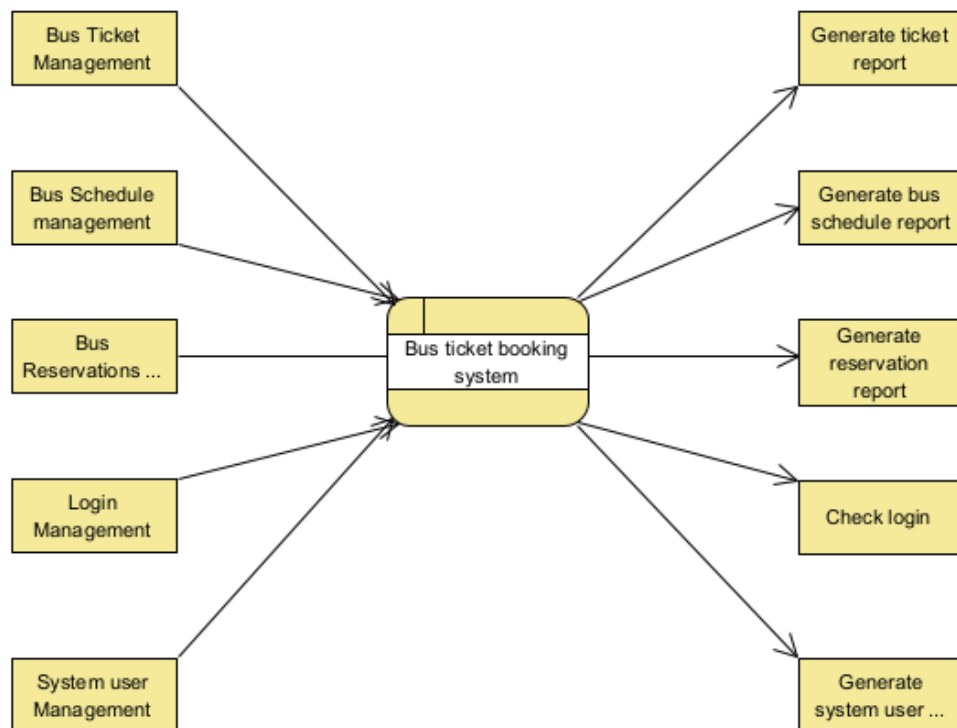 Bus Ticket
Management
Generate ticket
report
Bus Schedule
management
Generate bus
schedule report
Bus
Reservations ...
Bus ticket booking
system
Generate
reservation
report
Login
Management
Check login
System user
Management
Generate
system user ...